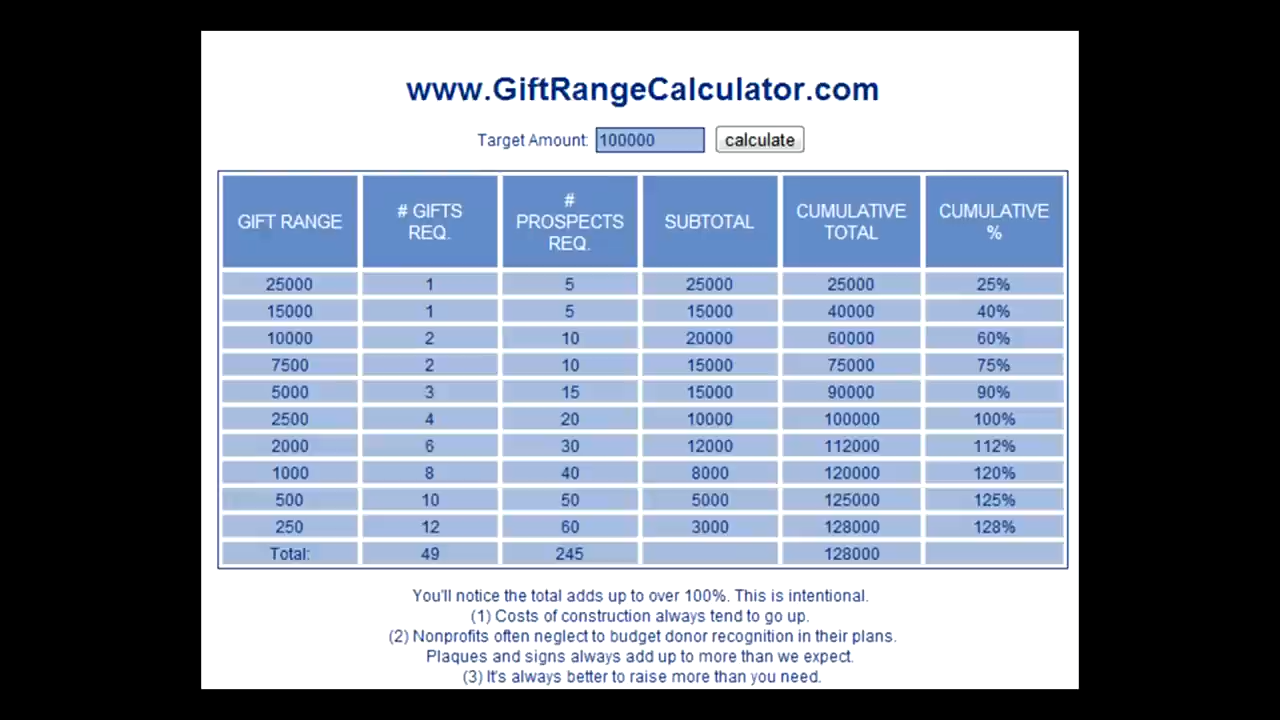 www.GiftRangeCalculator.com
Target Amount: 100000 calculate
GIFT RANGE # GIFTS REQ. # PROSPECTS REQ. SUBTOTAL CUMULATIVE TOTAL CUMULATIVE %
25000 1 5 25000 25000 25%
15000 1 5 15000 40000 40%
10000 2 10 20000 60000 60%
7500 2 10 15000 75000 75%
5000 3 15 15000 90000 90%
2500 4 20 10000 100000 100%
2000 6 30 12000 112000 112%
1000 8 40 8000 120000 120%
500 10 50 5000 125000 125%
250 12 60 3000 128000 128%
Total: 49 245 128000
You'll notice the total adds up to over 100%. This is intentional.
(1) Costs of construction always tend to go up.
(2) Nonprofits often neglect to budget donor recognition in their plans.
Plaques and signs always add up to more than we expect.
(3) It's always better to raise more than you need.